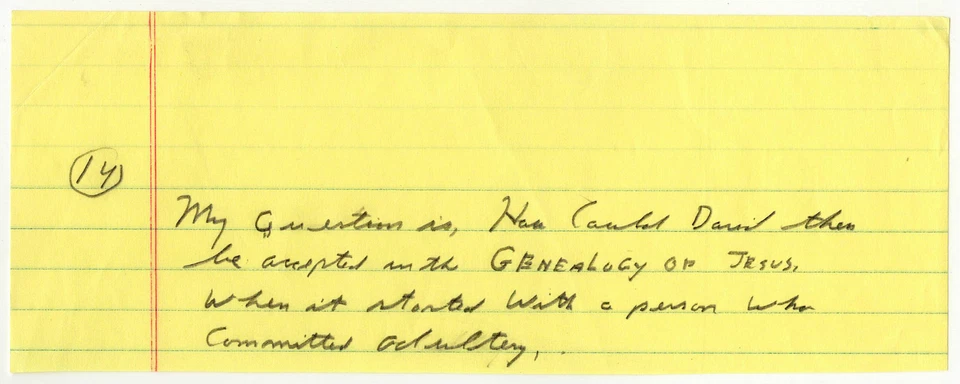 14
My Question is, How Could David then
be accepted in the GENEALOGY OF JESUS.
When it started With a person Who
Committed adultery,.